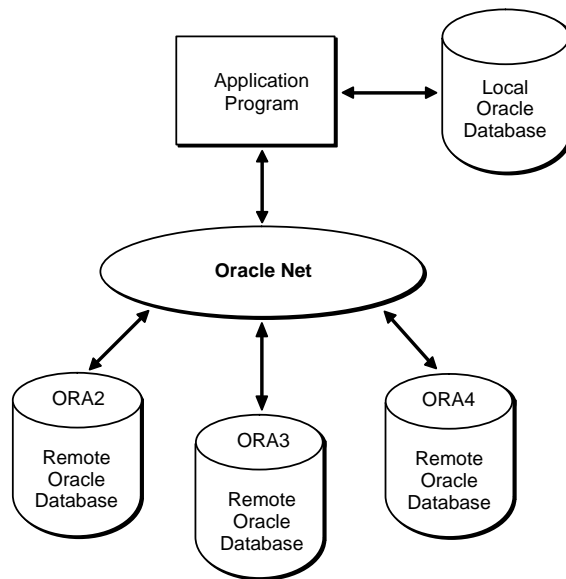 Application
Program
Local
Oracle
Database
Oracle Net
ORA2
Remote
Oracle
Database
ORA3
Remote
Oracle
Database
ORA4
Remote
Oracle
Database